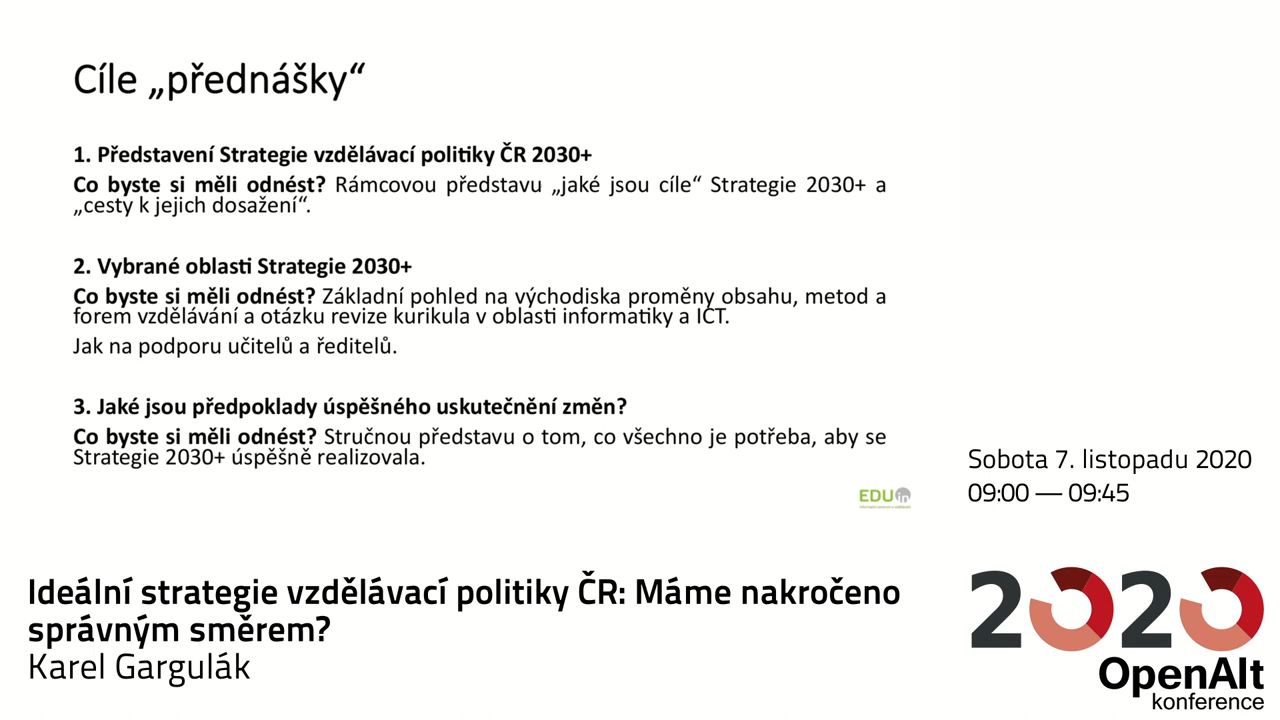 Cíle „přednášky“
1. Představení Strategie vzdělávací politiky ČR 2030+
Co byste si měli odnést? Rámcovou představu „jaké jsou cíle“ Strategie 2030+ a
„cesty k jejich dosažení“.
2. Vybrané oblasti Strategie 2030+
Co byste si měli odnést? Základní pohled na východiska proměny obsahu, metod a
forem vzdělávání a otázku revize kurikula v oblasti informatiky a ICT.
Jak na podporu učitelů a ředitelů.
3. Jaké jsou předpoklady úspěšného uskutečnění změn?
Co byste si měli odnést? Stručnou představu o tom, co všechno je potřeba, aby se
Strategie 2030+ úspěšně realizovala.
EDUin
Sobota 7. listopadu 2020
09:00 — 09:45
Ideální strategie vzdělávací politiky ČR: Máme nakročeno
správným směrem?
Karel Gargulák
2020
OpenAlt
konference